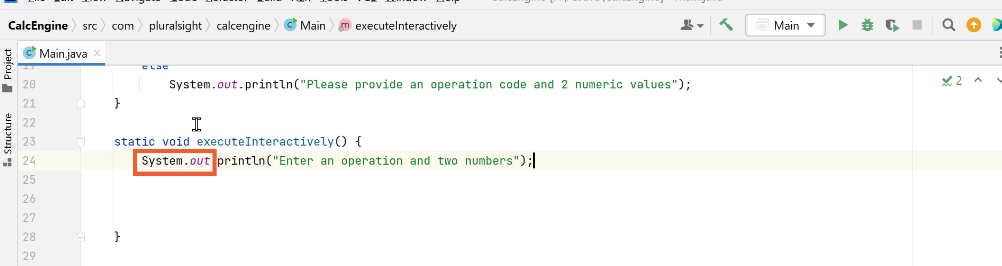 CalcEngine src com pluralsight calcengine Main executeInteractively Main
Main.java
Project
Structure
19 else
20 System.out.println("Please provide an operation code and 2 numeric values"); 2
21 }
22
23 static void executeInteractively() {
24 System.out.println("Enter an operation and two numbers");
25
26
27
28 }
29